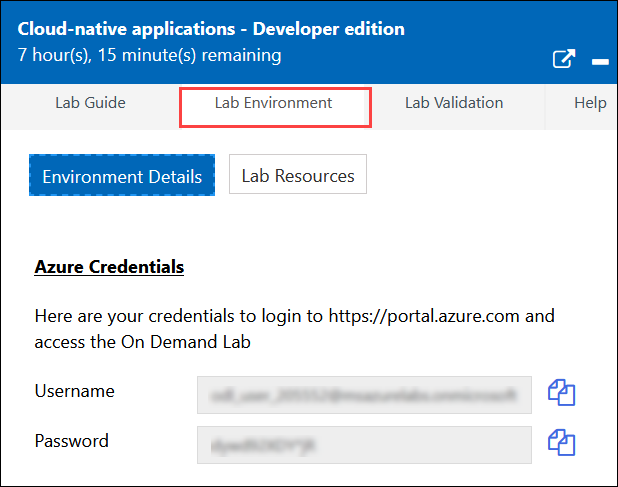 Cloud-native applications - Developer edition
7 hour(s), 15 minute(s) remaining
Lab Guide
Lab Environment
Lab Validation
Help
Environment Details
Lab Resources
Azure Credentials
Here are your credentials to login to https://portal.azure.com and
access the On Demand Lab
Username
Password